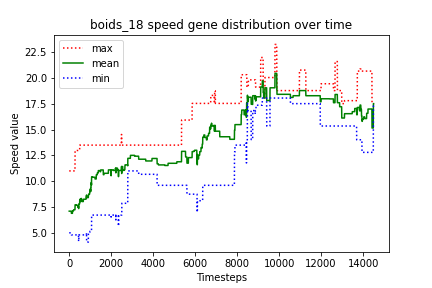 boids_18 speed gene distribution over time
max
mean
min
Speed value
22.5
20.0
17.5
15.0
12.5
10.0
7.5
5.0
0
2000
4000
6000
8000
10000
12000
14000
Timesteps